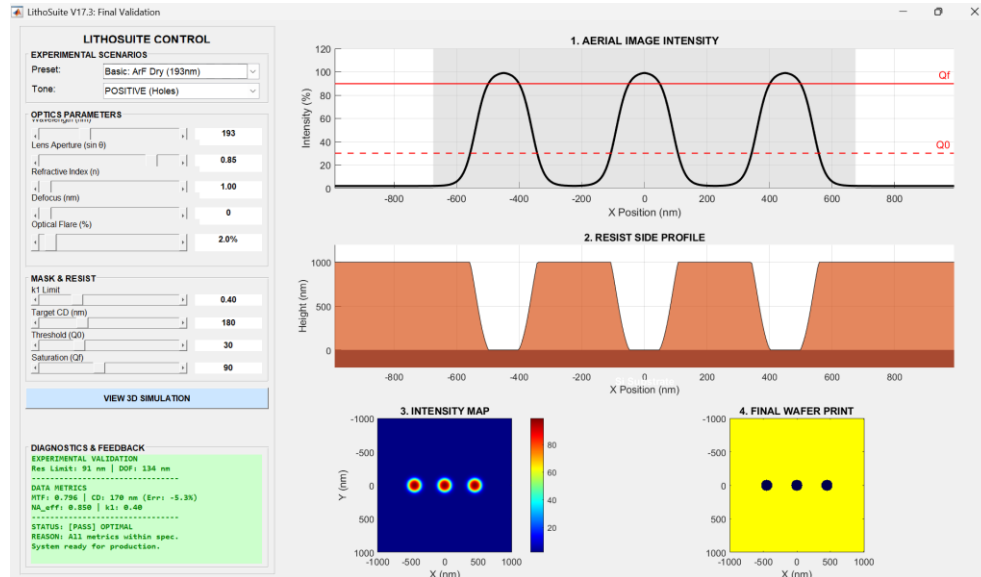 LithoSuite V17.3: Final Validation
LITHOSUITE CONTROL
EXPERIMENTAL SCENARIOS
Preset:
Basic: ArF Dry (193nm)
Tone:
POSITIVE (Holes)
OPTICS PARAMETERS
Wavelength (nm)
193
Lens Aperture (sin θ)
0.85
Refractive Index (n)
1.00
Defocus (nm)
0
Optical Flare (%)
2.0%
MASK & RESIST
k1 Limit
0.40
Target CD (nm)
180
Threshold (Q0)
30
Saturation (Qf)
90
VIEW 3D SIMULATION
DIAGNOSTICS & FEEDBACK
EXPERIMENTAL VALIDATION
Res Limit: 91 nm | DOF: 134 nm
--------------------------------
DATA METRICS
MTF: 0.796 | CD: 170 nm (Err: -5.3%)
NA_eff: 0.850 | k1: 0.40
--------------------------------
STATUS: [PASS] OPTIMAL
REASON: All metrics within spec.
System ready for production.
1. AERIAL IMAGE INTENSITY
Intensity (%)
120
100
80
60
40
20
0
Qf
Q0
-800 -600 -400 -200 0 200 400 600 800
X Position (nm)
2. RESIST SIDE PROFILE
Height (nm)
1000
500
0
-800 -600 -400 -200 0 200 400 600 800
X Position (nm)
3. INTENSITY MAP
Y (nm)
-1000
-500
0
500
1000
-1000 -500 0 500 1000
X (nm)
80
60
40
20
4. FINAL WAFER PRINT
-1000
-500
0
500
1000
-1000 -500 0 500 1000
X (nm)